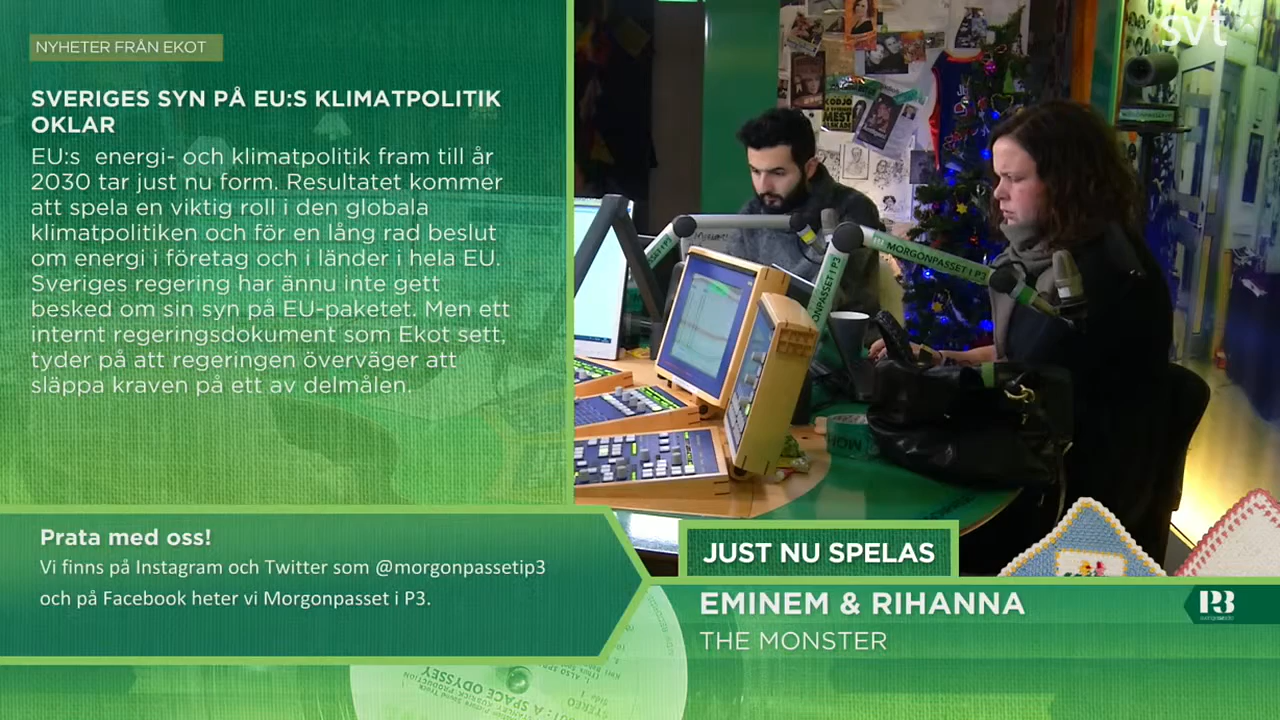 NYHETER FRÅN EKOT
SVERIGES SYN PÅ EU:S KLIMATPOLITIK
OKLAR
EU:s energi- och klimatpolitik fram till år
2030 tar just nu form. Resultatet kommer
att spela en viktig roll i den globala
klimatpolitiken och för en lång rad beslut
om energi i företag och i länder i hela EU.
Sveriges regering har ännu inte gett
besked om sin syn på EU-paketet. Men ett
internt regeringsdokument som Ekot sett,
tyder på att regeringen överväger att
släppa kraven på ett av delmålen.
svt
KODJO
MEST
MORGONPASSET I P3
Prata med oss!
Vi finns på Instagram och Twitter som @morgonpassetip3
och på Facebook heter vi Morgonpasset i P3.
JUST NU SPELAS
EMINEM & RIHANNA
THE MONSTER
P3
A SPACE ODYSSEY
STEREO